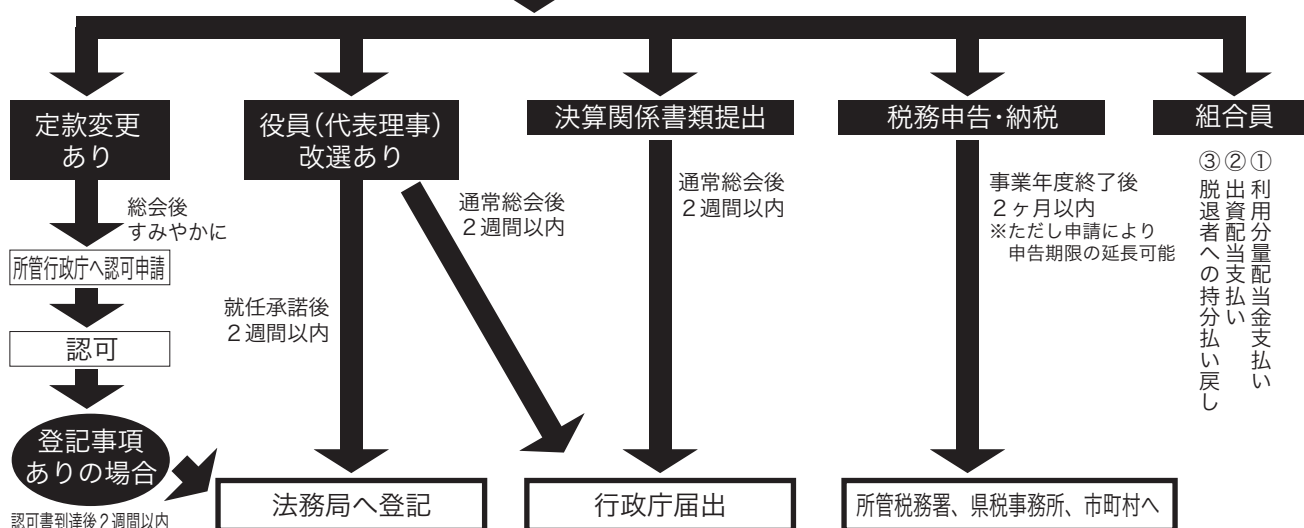 定款変更
あり
総会後
すみやかに
所管行政庁へ認可申請
認可
登記事項
ありの場合
認可書到達後2週間以内
役員(代表理事)
改選あり
就任承諾後
2週間以内
通常総会後
2週間以内
法務局へ登記
決算関係書類提出
通常総会後
2週間以内
行政庁届出
税務申告・納税
事業年度終了後
2ヶ月以内
※ただし申請により
申告期限の延長可能
所管税務署、県税事務所、市町村へ
組合員
①利用分量配当金支払い
②出資配当支払い
③脱退者への持分払い戻し